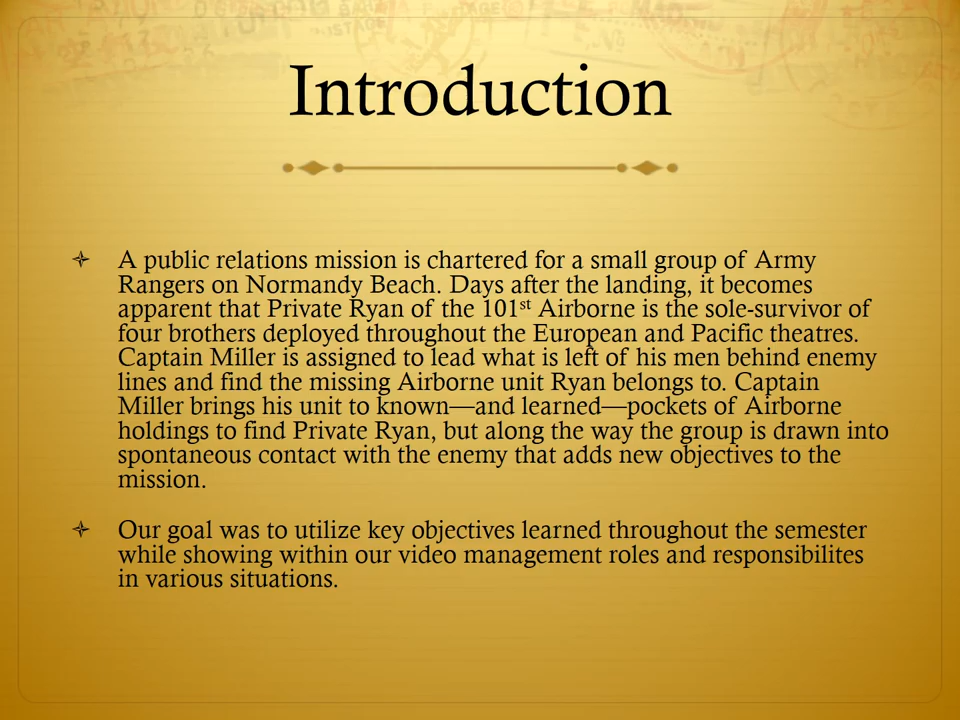 Introduction
A public relations mission is chartered for a small group of Army
Rangers on Normandy Beach. Days after the landing, it becomes
apparent that Private Ryan of the 101st Airborne is the sole-survivor of
four brothers deployed throughout the European and Pacific theatres.
Captain Miller is assigned to lead what is left of his men behind enemy
lines and find the missing Airborne unit Ryan belongs to. Captain
Miller brings his unit to known—and learned—pockets of Airborne
holdings to find Private Ryan, but along the way the group is drawn into
spontaneous contact with the enemy that adds new objectives to the
mission.
Our goal was to utilize key objectives learned throughout the semester
while showing within our video management roles and responsibilites
in various situations.